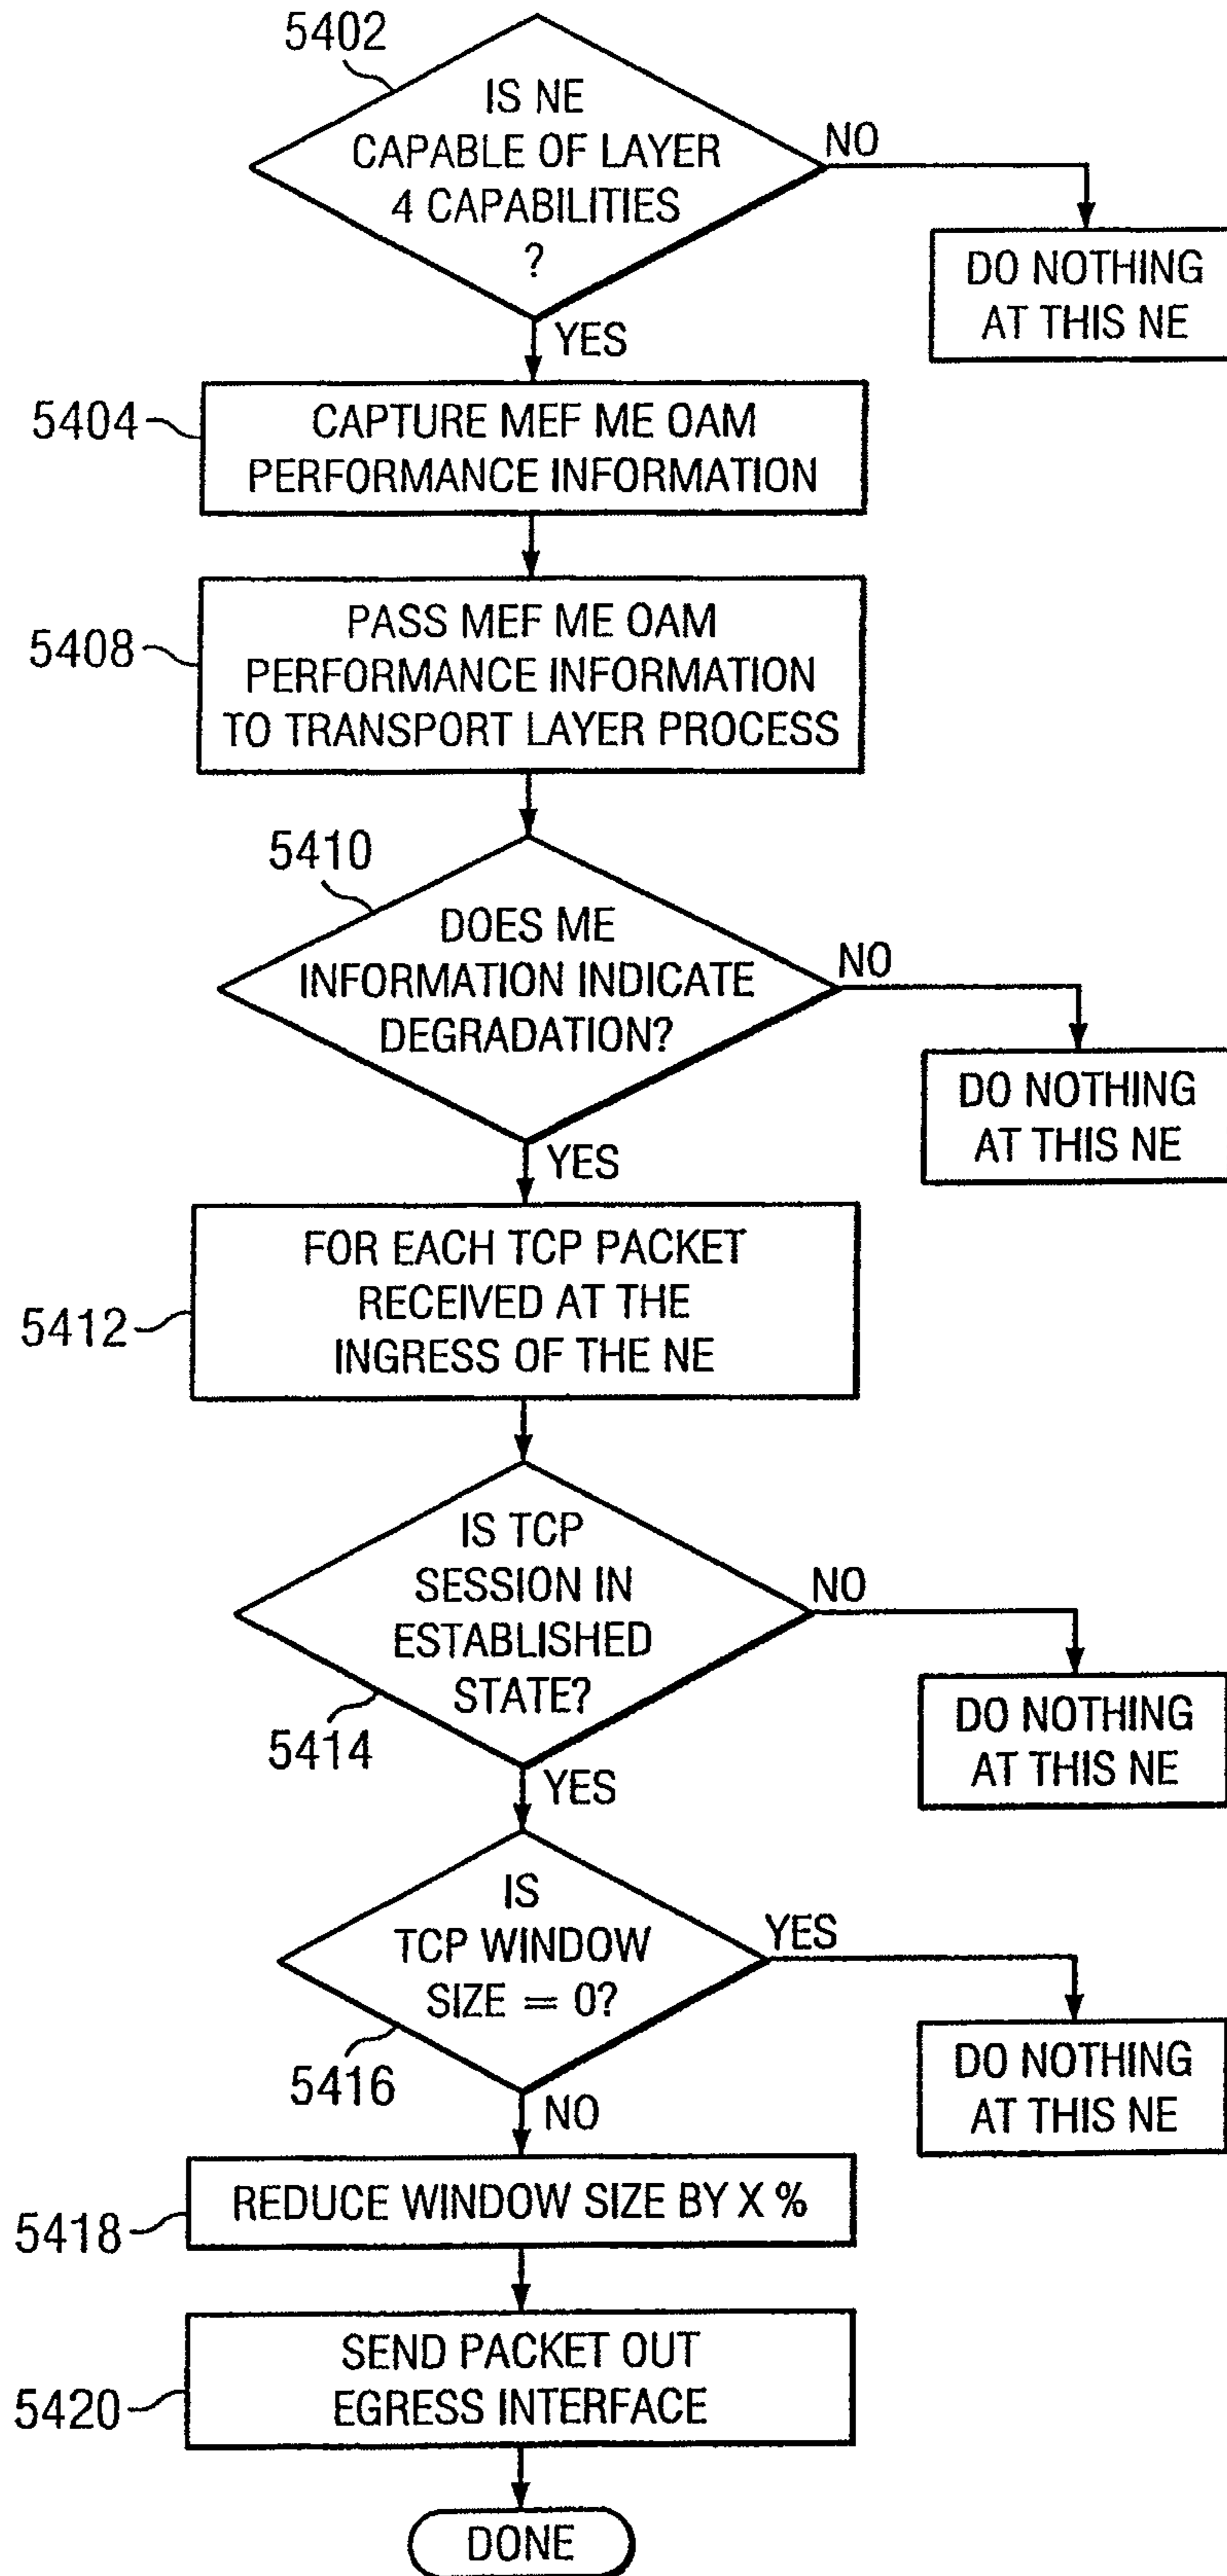 5402
IS NE
CAPABLE OF LAYER
4 CAPABILITIES
?
NO
DO NOTHING
AT THIS NE
YES
5404
CAPTURE MEF ME OAM
PERFORMANCE INFORMATION
5408
PASS MEF ME OAM
PERFORMANCE INFORMATION
TO TRANSPORT LAYER PROCESS
5410
DOES ME
INFORMATION INDICATE
DEGRADATION?
NO
DO NOTHING
AT THIS NE
YES
5412
FOR EACH TCP PACKET
RECEIVED AT THE
INGRESS OF THE NE
IS TCP
SESSION IN
ESTABLISHED
STATE?
5414
NO
DO NOTHING
AT THIS NE
YES
IS
TCP WINDOW
SIZE = 0?
5416
YES
DO NOTHING
AT THIS NE
NO
5418
REDUCE WINDOW SIZE BY X %
5420
SEND PACKET OUT
EGRESS INTERFACE
DONE